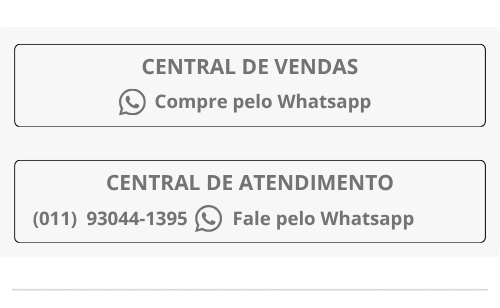 CENTRAL DE VENDAS
Compre pelo Whatsapp
CENTRAL DE ATENDIMENTO
(011) 93044-1395 Fale pelo Whatsapp